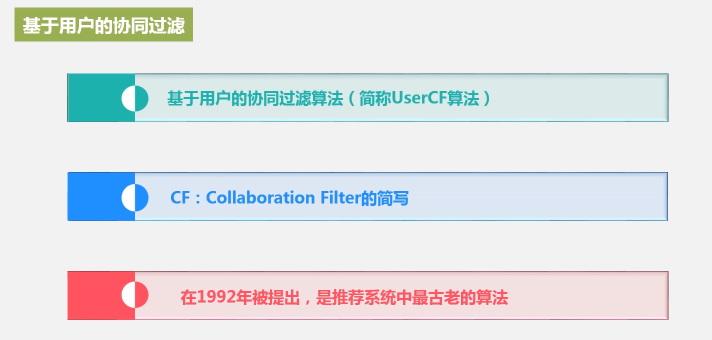 基于用户的协同过滤
基于用户的协同过滤算法（简称UserCF算法）
CF：Collaboration Filter的简写
在1992年被提出，是推荐系统中最古老的算法